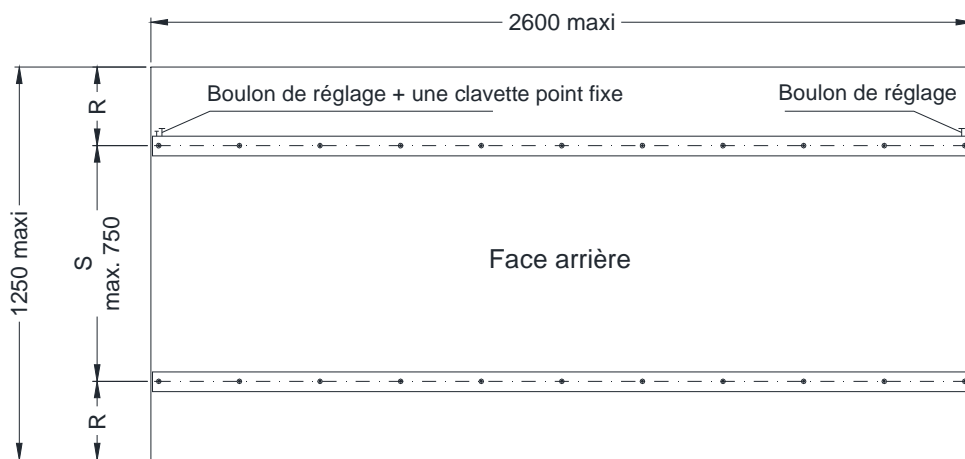 2600 maxi
R
Boulon de réglage + une clavette point fixe
Boulon de réglage
1250 maxi
S
max. 750
Face arrière
R